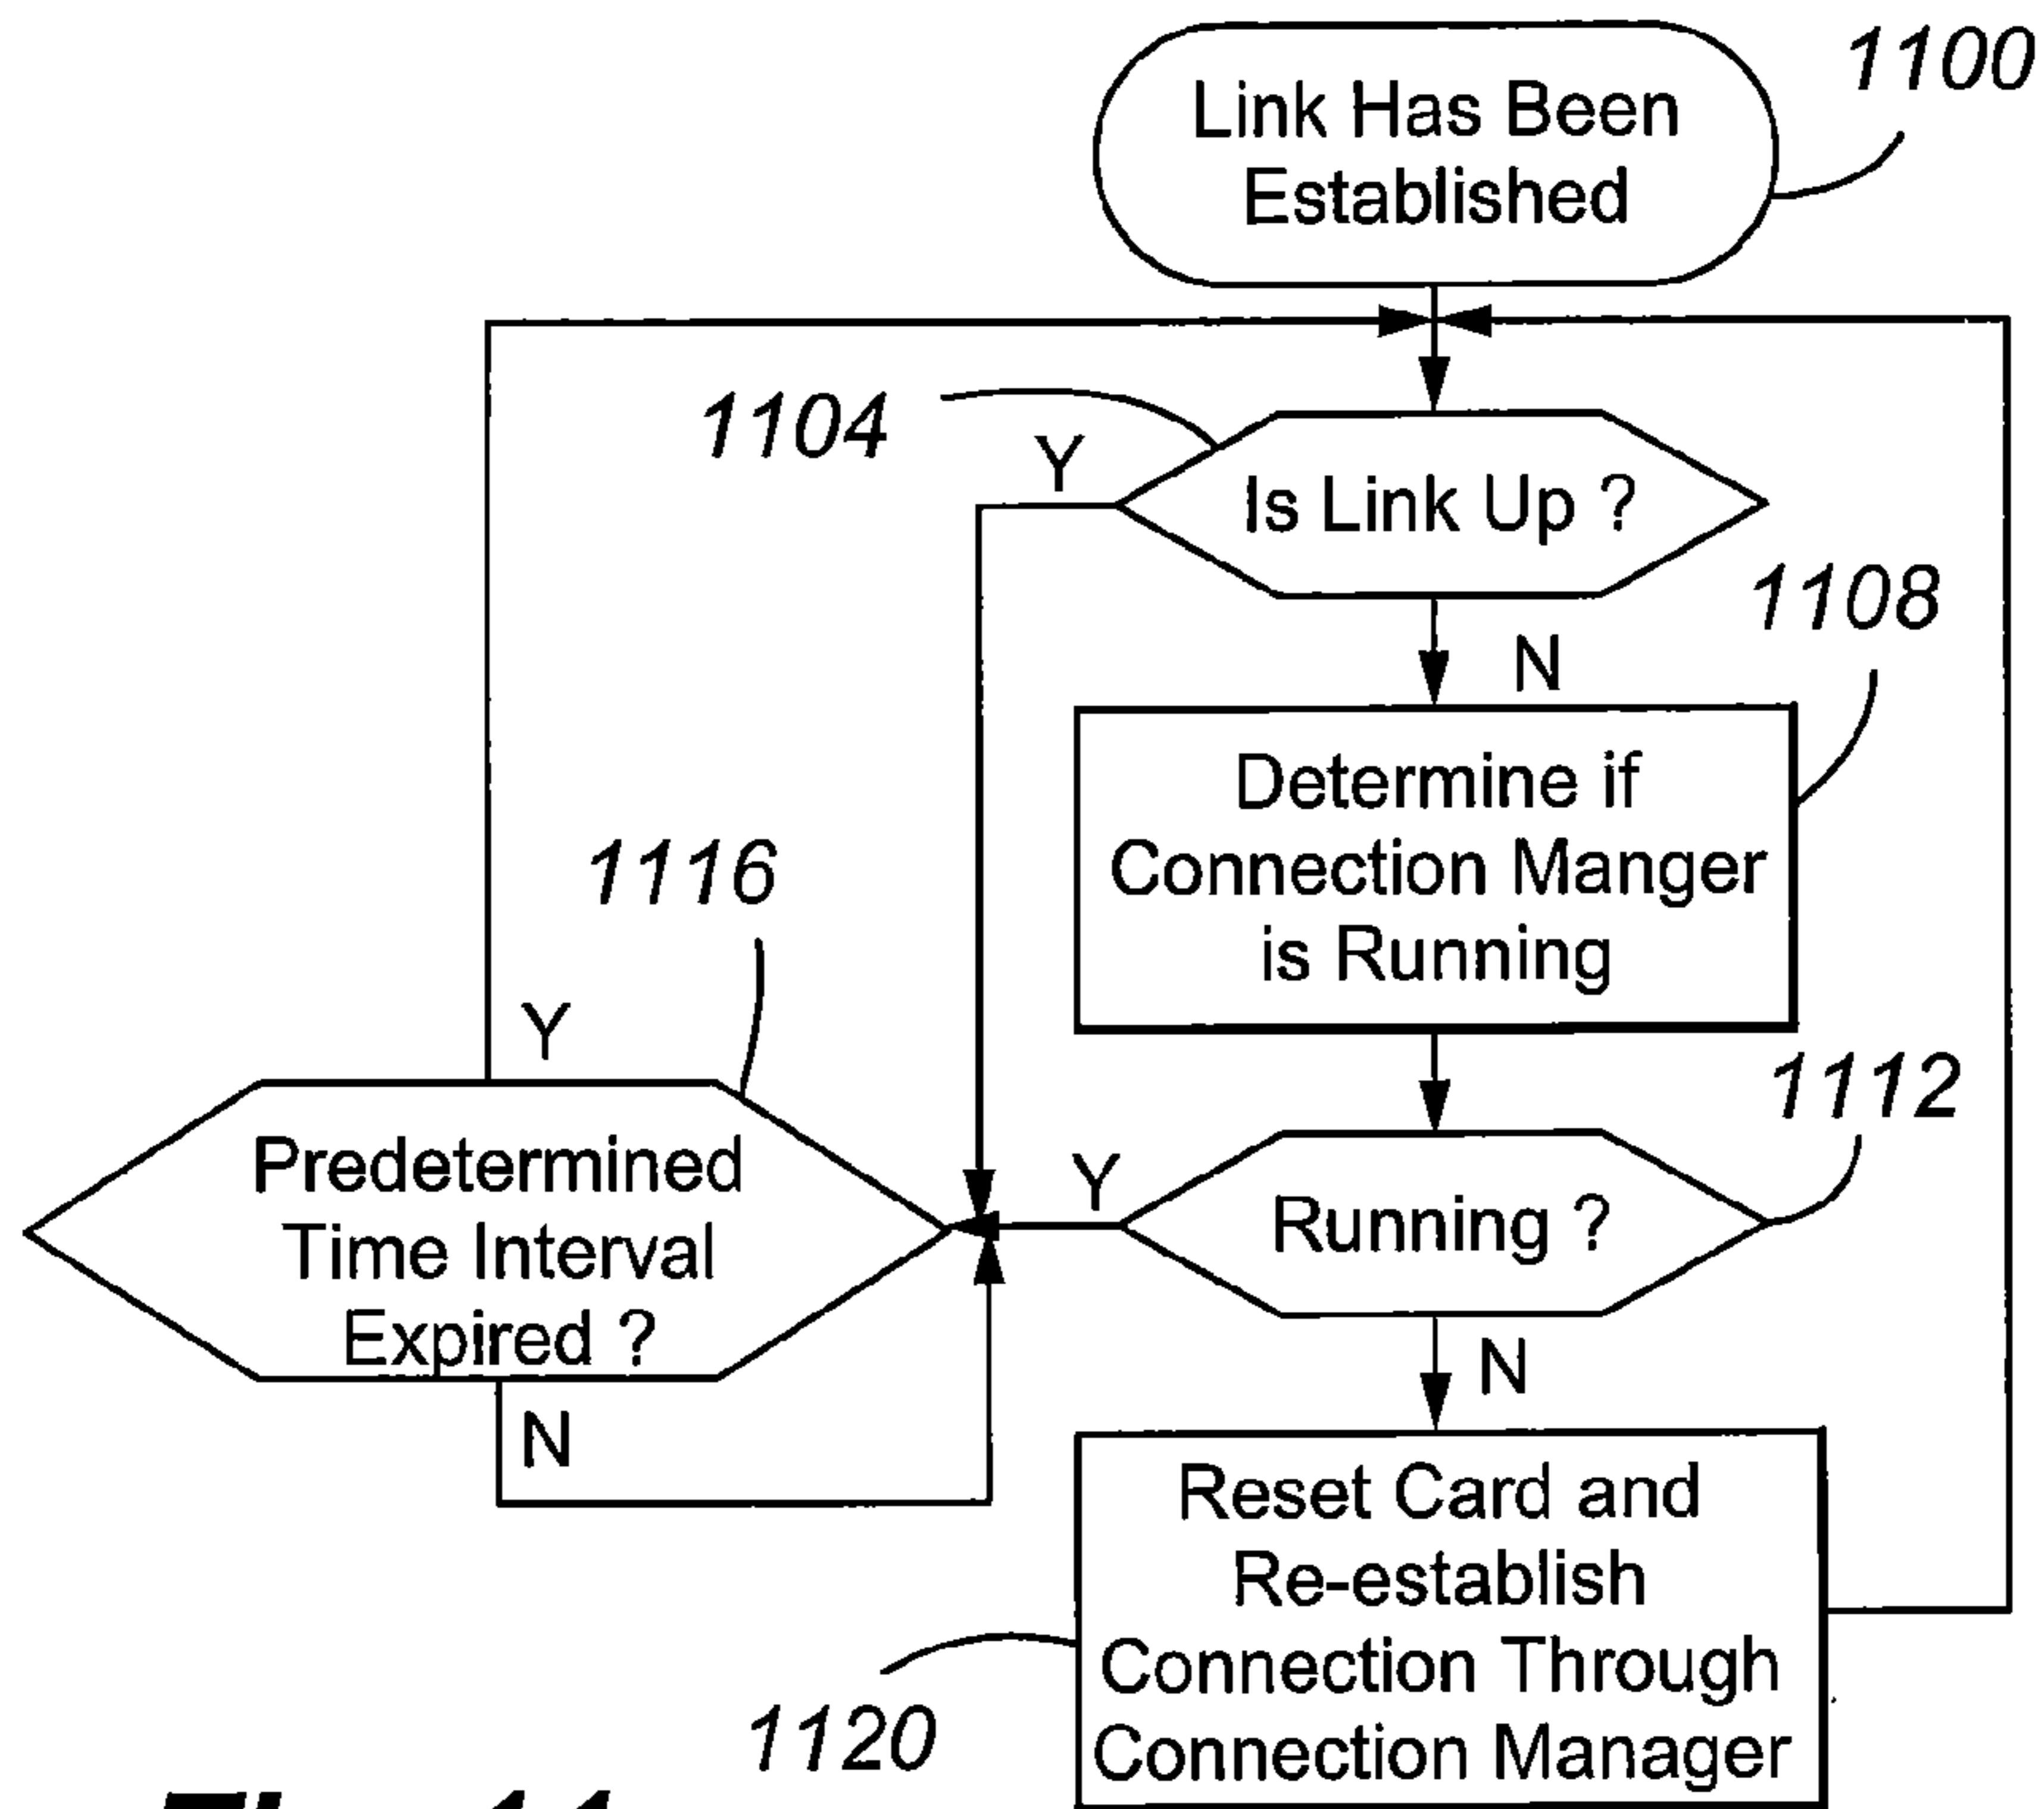 1100
Link Has Been
Established
1104
Y
Is Link Up ?
1108
N
Determine if
Connection Manger
is Running
1116
Y
1112
Predetermined
Time Interval
Expired ?
Y
Running ?
N
N
Reset Card and
Re-establish
Connection Through
Connection Manager
1120